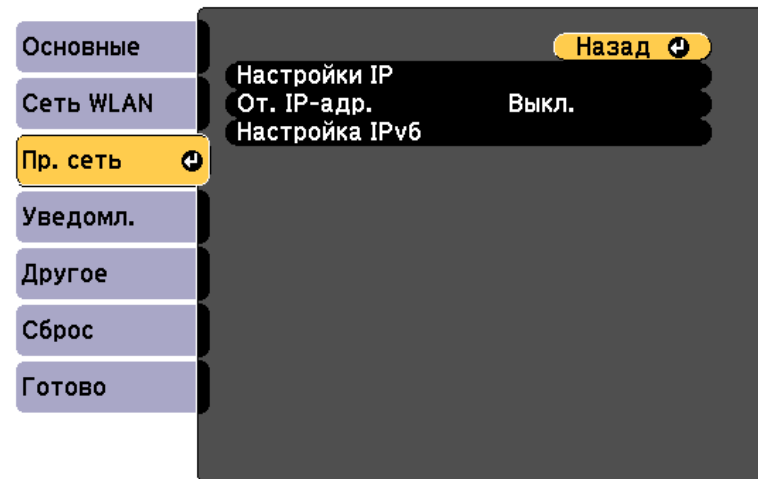 Основные
Сеть WLAN
Пр. сеть
Уведомл.
Другое
Сброс
Готово
Назад
Настройки IP
От. IP-адр. Выкл.
Настройка IPv6